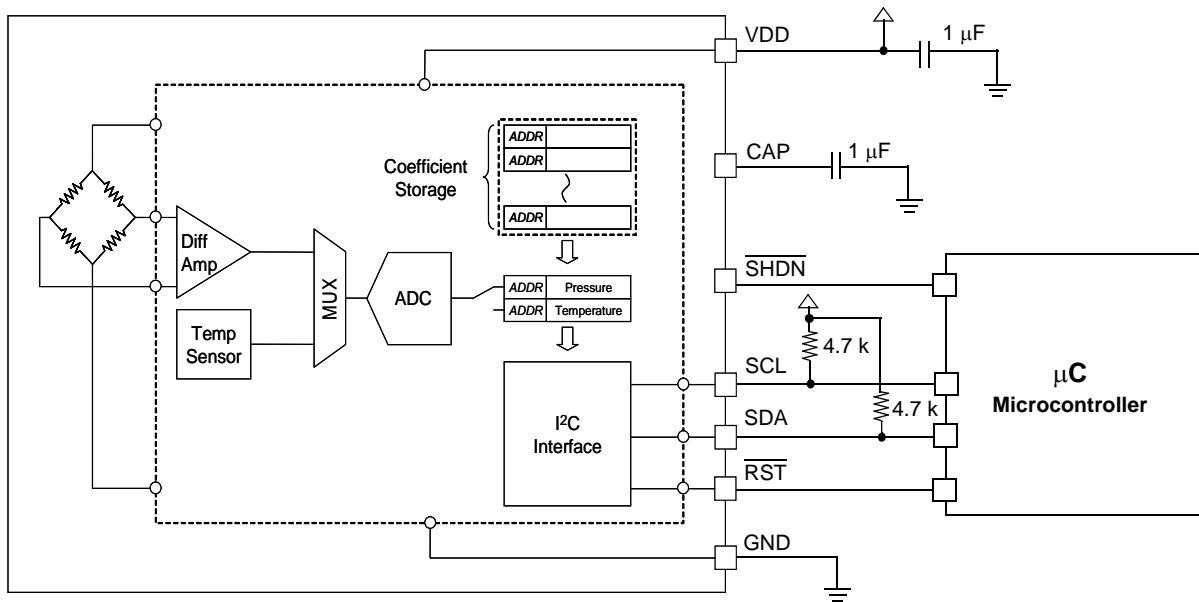 VDD
1 μF
CAP
1 μF
Coefficient
Storage
ADDR
ADDR
ADDR
Diff
Amp
MUX
ADC
ADDR Pressure
ADDR Temperature
Temp
Sensor
I²C
Interface
SHDN
4.7 k
SCL
4.7 k
SDA
RST
GND
μC
Microcontroller